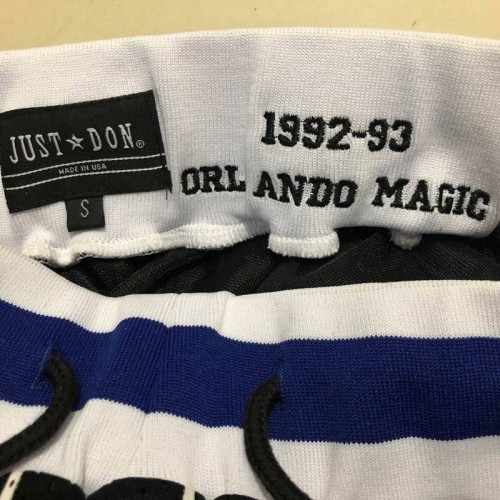 JUST★DON®
MADE IN USA
S
1992-93
ORLANDO MAGIC